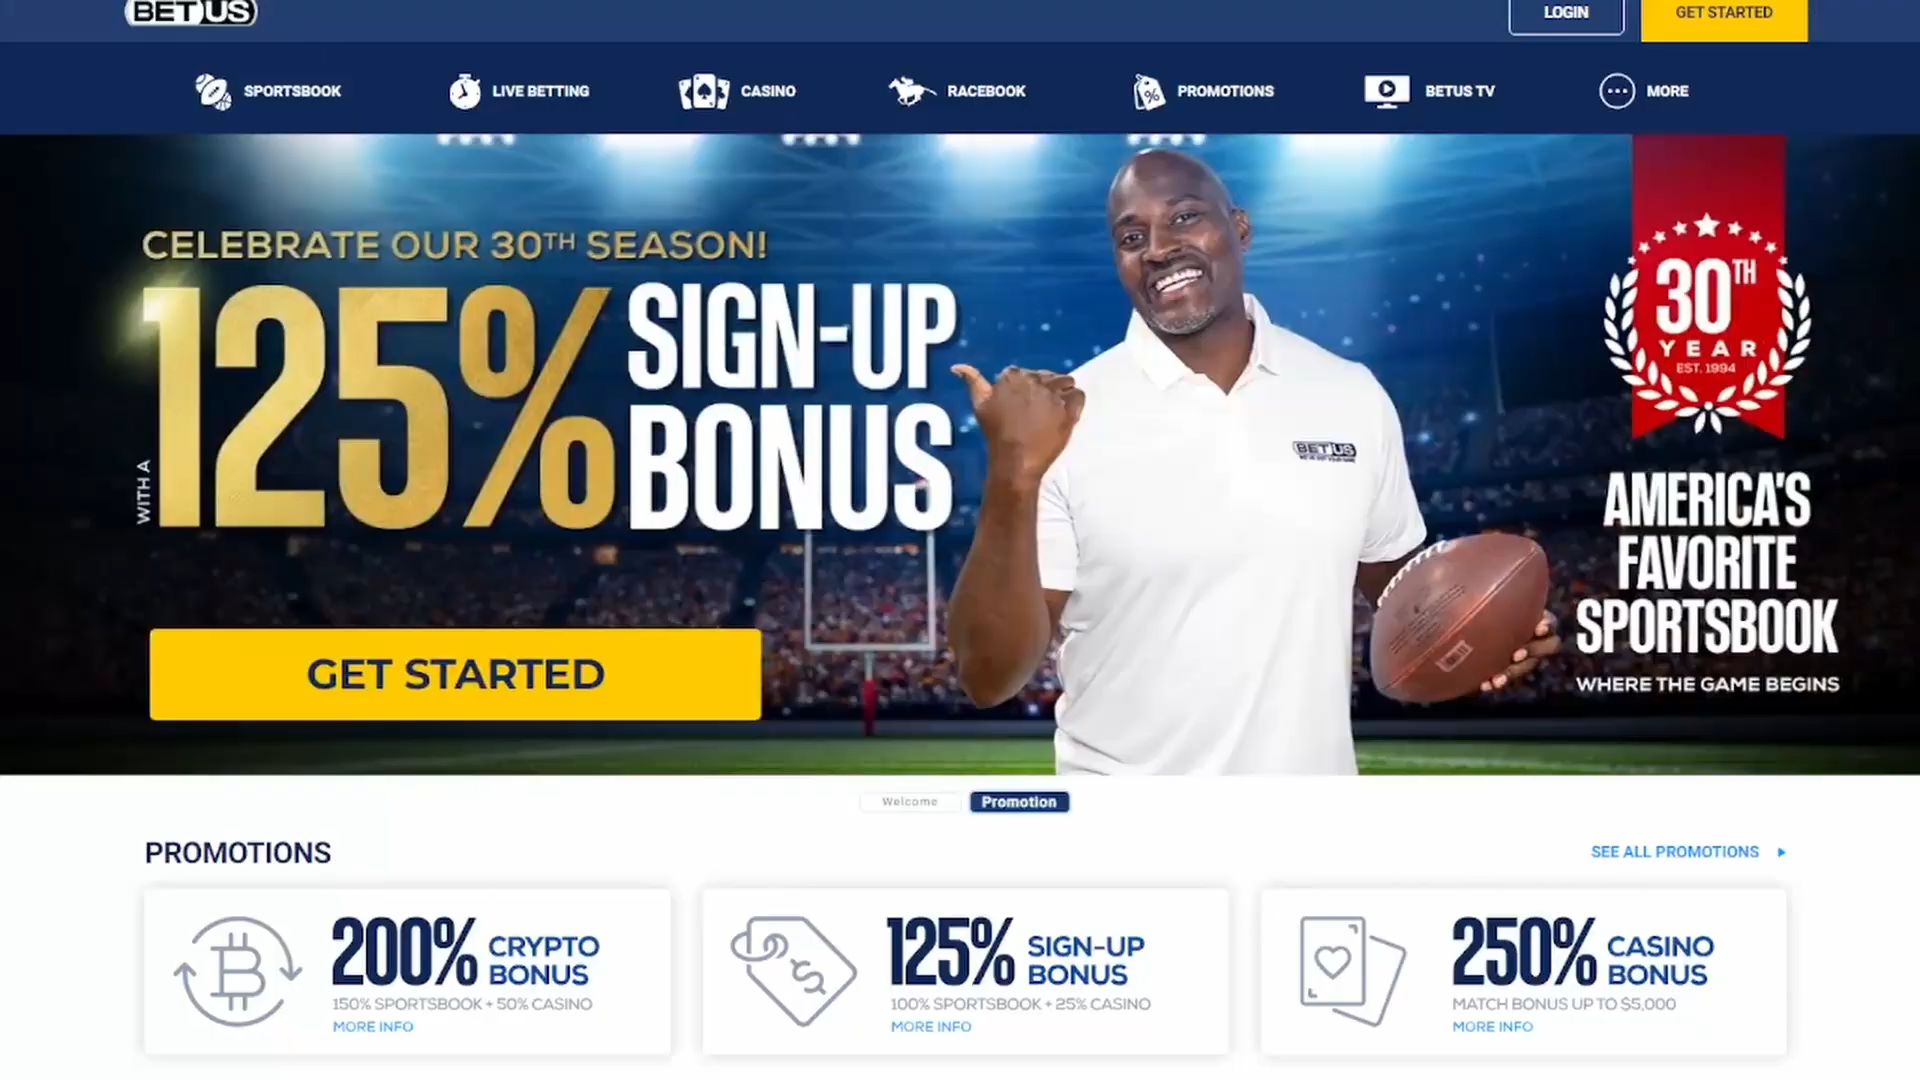 BETUS
LOGIN
GET STARTED
SPORTSBOOK
LIVE BETTING
CASINO
RACEBOOK
PROMOTIONS
BETUS TV
MORE
CELEBRATE OUR 30TH SEASON!
WITH A
125%
SIGN-UP
BONUS
GET STARTED
BETUS
30TH
YEAR
EST. 1994
AMERICA'S
FAVORITE
SPORTSBOOK
WHERE THE GAME BEGINS
Welcome
Promotion
PROMOTIONS
SEE ALL PROMOTIONS
200% CRYPTO
BONUS
150% SPORTSBOOK + 50% CASINO
MORE INFO
125% SIGN-UP
BONUS
100% SPORTSBOOK + 25% CASINO
MORE INFO
250% CASINO
BONUS
MATCH BONUS UP TO $5,000
MORE INFO